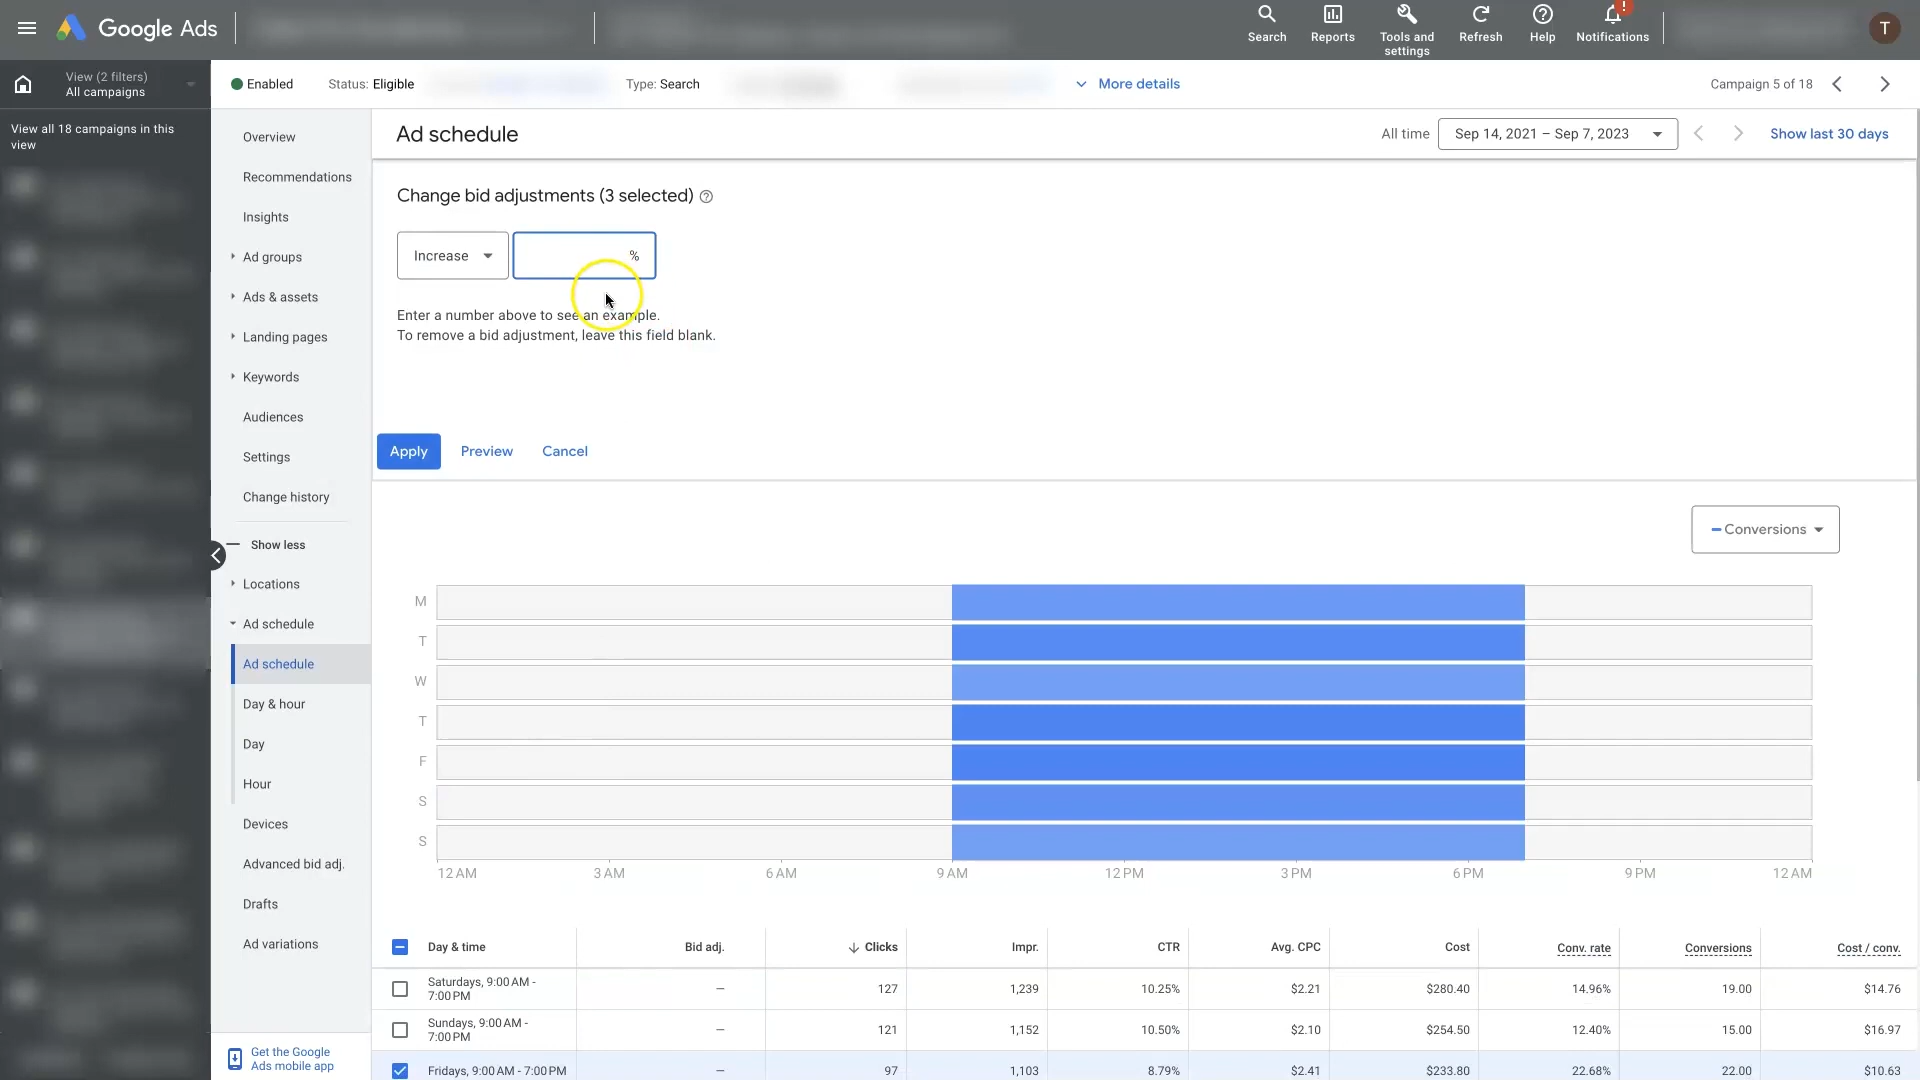 Google Ads
Search
Reports
Tools and
settings
Refresh
Help
Notifications
!
T
View (2 filters)
All campaigns
Enabled
Status: Eligible
Type: Search
More details
Campaign 5 of 18
View all 18 campaigns in this
view
Overview
Recommendations
Insights
Ad groups
Ads & assets
Landing pages
Keywords
Audiences
Settings
Change history
Show less
Locations
Ad schedule
Ad schedule
Day & hour
Day
Hour
Devices
Advanced bid adj.
Drafts
Ad variations
Get the Google
Ads mobile app
Ad schedule
All time
Sep 14, 2021 – Sep 7, 2023
Show last 30 days
Change bid adjustments (3 selected)
Increase
%
Enter a number above to see an example.
To remove a bid adjustment, leave this field blank.
Apply
Preview
Cancel
Conversions
M
T
W
T
F
S
S
12 AM
3 AM
6 AM
9 AM
12 PM
3 PM
6 PM
9 PM
12 AM
Day & time Bid adj. Clicks Impr. CTR Avg. CPC Cost Conv. rate Conversions Cost / conv.
Saturdays, 9:00 AM -
7:00 PM
— 127 1,239 10.25% $2.21 $280.40 14.96% 19.00 $14.76
Sundays, 9:00 AM -
7:00 PM
— 121 1,152 10.50% $2.10 $254.50 12.40% 15.00 $16.97
Fridays, 9:00 AM - 7:00 PM — 97 1,103 8.79% $2.41 $233.80 22.68% 22.00 $10.63